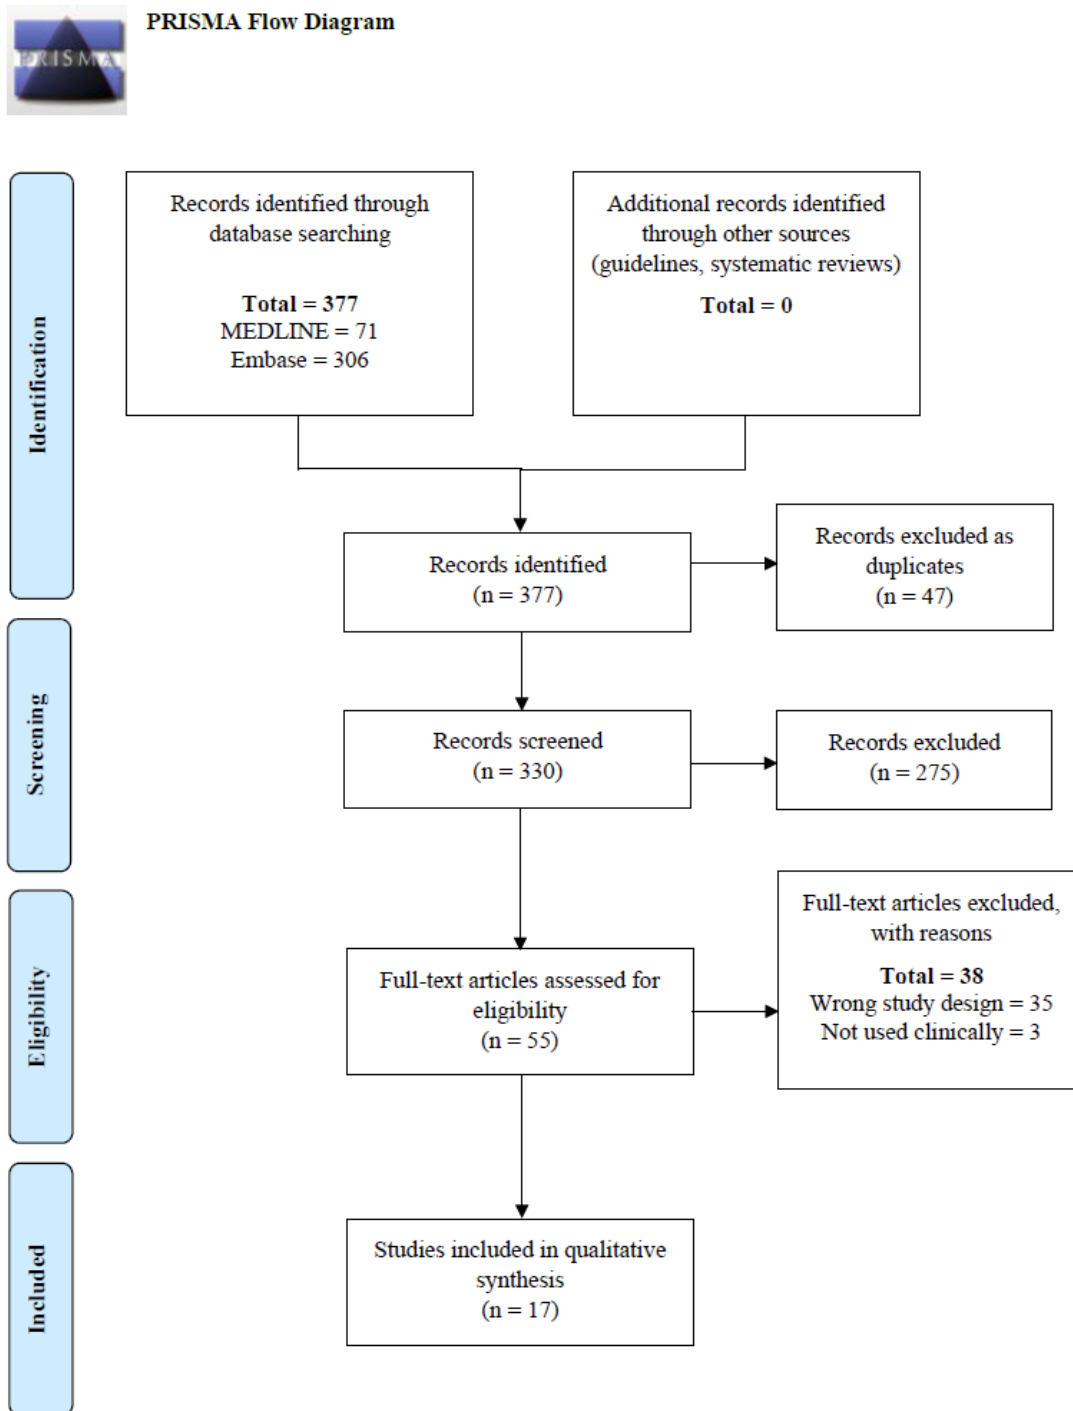 PRISMA Flow Diagram
PRISMA
Identification
Records identified through
database searching
Total = 377
MEDLINE = 71
Embase = 306
Additional records identified
through other sources
(guidelines, systematic reviews)
Total = 0
Records identified
(n = 377)
Records excluded as
duplicates
(n = 47)
Screening
Records screened
(n = 330)
Records excluded
(n = 275)
Eligibility
Full-text articles assessed for
eligibility
(n = 55)
Full-text articles excluded,
with reasons
Total = 38
Wrong study design = 35
Not used clinically = 3
Included
Studies included in qualitative
synthesis
(n = 17)